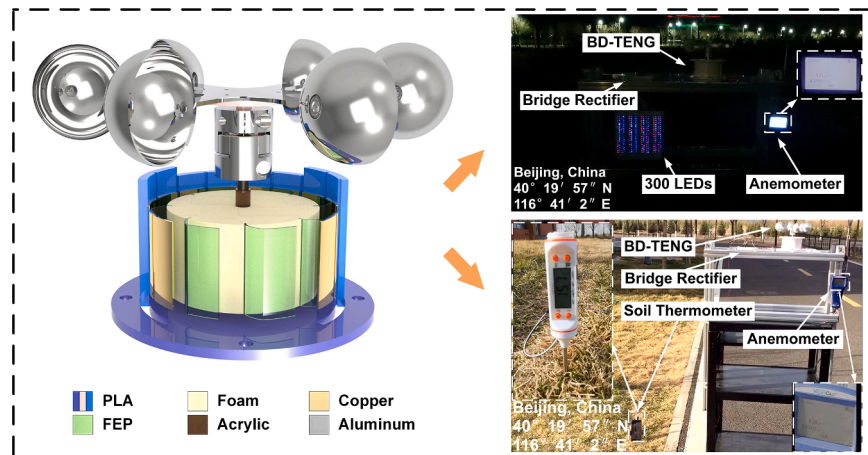 BD-TENG
Bridge Rectifier
300 LEDs
Anemometer
Beijing, China
40° 19′ 57″ N
116° 41′ 2″ E
BD-TENG
Bridge Rectifier
Soil Thermometer
Anemometer
Beijing, China
40° 19′ 57″ N
116° 41′ 2″ E
PLA
Foam
Copper
FEP
Acrylic
Aluminum